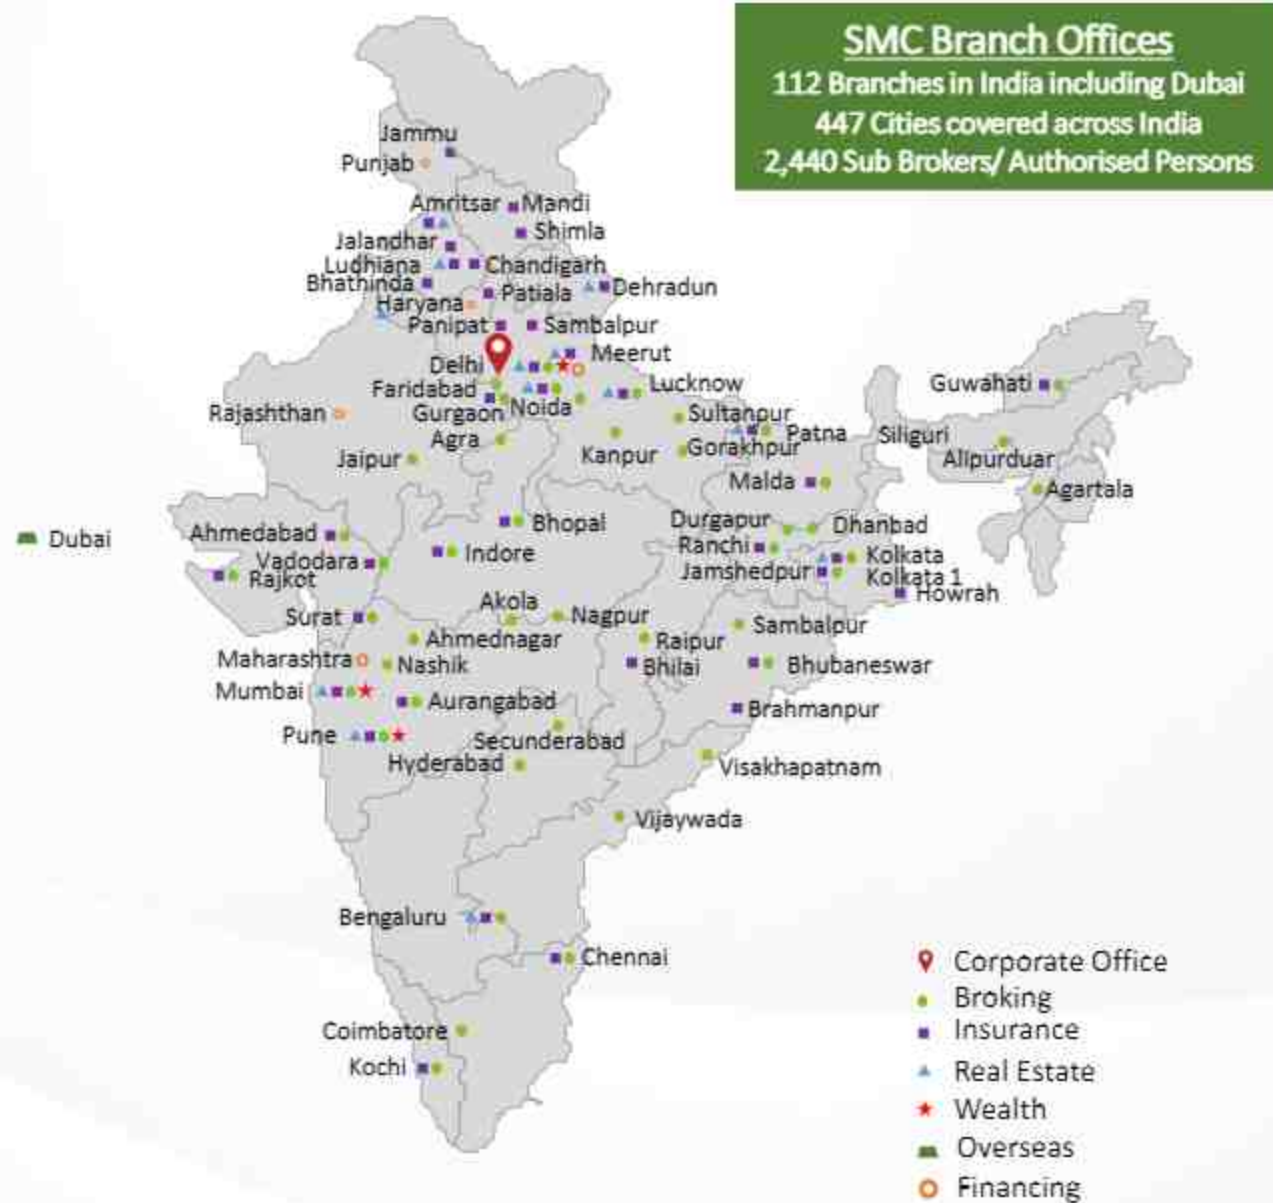 SMC Branch Offices
112 Branches in India including Dubai
447 Cities covered across India
2,440 Sub Brokers/ Authorised Persons
Jammu
Punjab
Amritsar
Mandi
Shimla
Jalandhar
Ludhiana
Chandigarh
Bhathinda
Patiala
Dehradun
Haryana
Panipat
Sambalpur
Meerut
Delhi
Faridabad
Lucknow
Guwahati
Gurgaon
Noida
Rajashthan
Sultanpur
Patna
Siliguri
Agra
Kanpur
Gorakhpur
Alipurduar
Jaipur
Malda
Agartala
Dubai
Ahmedabad
Bhopal
Durgapur
Dhanbad
Vadodara
Indore
Ranchi
Kolkata
Rajkot
Jamshedpur
Kolkata 1
Howrah
Surat
Akola
Nagpur
Sambalpur
Ahmednagar
Raipur
Maharashtra
Nashik
Bhilai
Bhubaneswar
Mumbai
Aurangabad
Brahmanpur
Pune
Secunderabad
Hyderabad
Visakhapatnam
Vijaywada
Bengaluru
Chennai
Coimbatore
Kochi
Corporate Office
Broking
Insurance
Real Estate
Wealth
Overseas
Financing